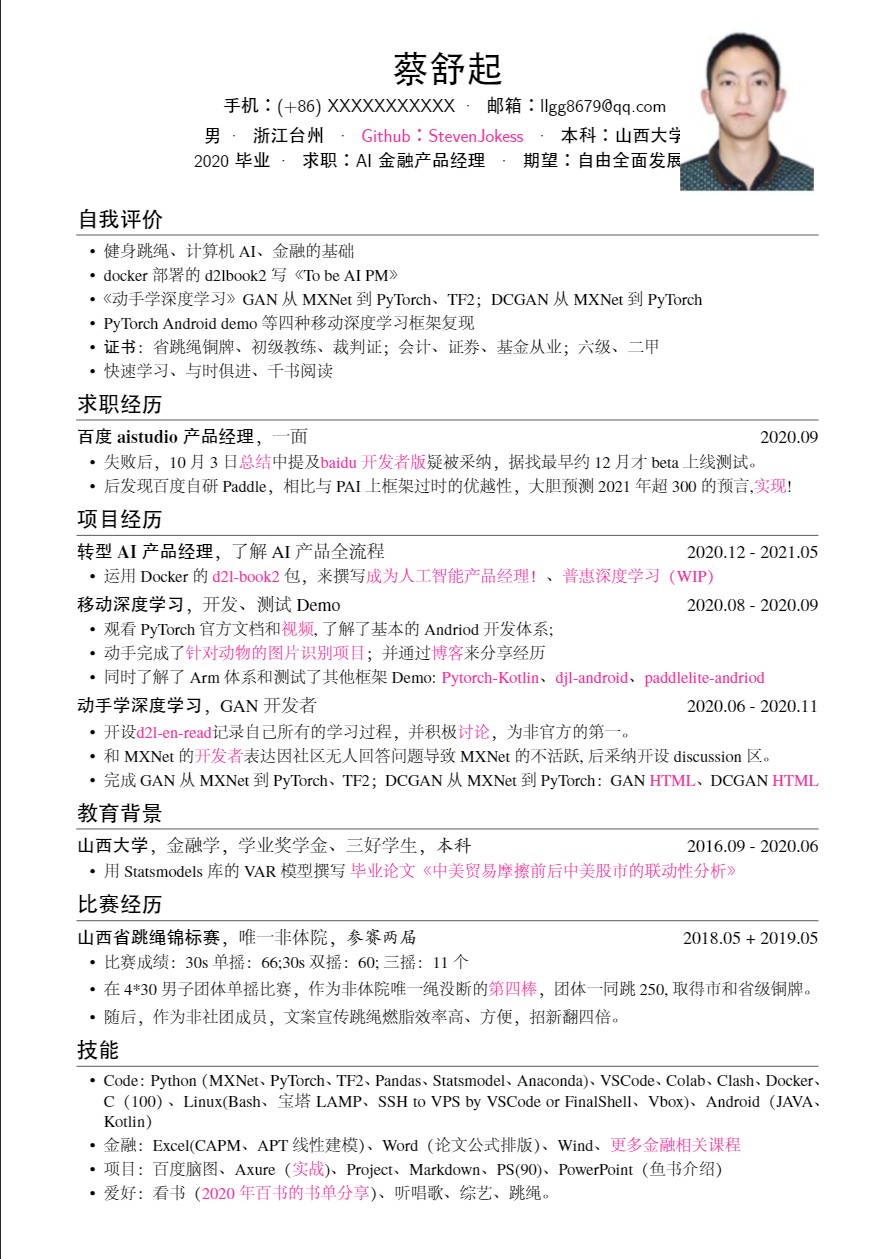 蔡舒起
手机：(+86) XXXXXXXXXXX · 邮箱：llgg8679@qq.com
男 · 浙江台州 · Github：StevenJokess · 本科：山西大学
2020 毕业 · 求职：AI 金融产品经理 · 期望：自由全面发展
自我评价
• 健身跳绳、计算机 AI、金融的基础
• docker 部署的 d2lbook2 写《To be AI PM》
• 《动手学深度学习》GAN 从 MXNet 到 PyTorch、TF2；DCGAN 从 MXNet 到 PyTorch
• PyTorch Android demo 等四种移动深度学习框架复现
• 证书：省跳绳铜牌、初级教练、裁判证；会计、证券、基金从业；六级、二甲
• 快速学习、与时俱进、千书阅读
求职经历
百度 aistudio 产品经理，一面 2020.09
• 失败后，10 月 3 日总结中提及baidu 开发者版疑被采纳，据找最早约 12 月才 beta 上线测试。
• 后发现百度自研 Paddle，相比与 PAI 上框架过时的优越性，大胆预测 2021 年超 300 的预言,实现!
项目经历
转型 AI 产品经理，了解 AI 产品全流程 2020.12 - 2021.05
• 运用 Docker 的 d2l-book2 包，来撰写成为人工智能产品经理！、普惠深度学习（WIP）
移动深度学习，开发、测试 Demo 2020.08 - 2020.09
• 观看 PyTorch 官方文档和视频, 了解了基本的 Andriod 开发体系;
• 动手完成了针对动物的图片识别项目；并通过博客来分享经历
• 同时了解了 Arm 体系和测试了其他框架 Demo: Pytorch-Kotlin、djl-android、paddlelite-andriod
动手学深度学习，GAN 开发者 2020.06 - 2020.11
• 开设d2l-en-read记录自己所有的学习过程，并积极讨论，为非官方的第一。
• 和 MXNet 的开发者表达因社区无人回答问题导致 MXNet 的不活跃, 后采纳开设 discussion 区。
• 完成 GAN 从 MXNet 到 PyTorch、TF2；DCGAN 从 MXNet 到 PyTorch：GAN HTML、DCGAN HTML
教育背景
山西大学，金融学，学业奖学金、三好学生，本科 2016.09 - 2020.06
• 用 Statsmodels 库的 VAR 模型撰写 毕业论文《中美贸易摩擦前后中美股市的联动性分析》
比赛经历
山西省跳绳锦标赛，唯一非体院，参赛两届 2018.05 + 2019.05
• 比赛成绩：30s 单摇：66;30s 双摇：60; 三摇：11 个
• 在 4*30 男子团体单摇比赛，作为非体院唯一绳没断的第四棒，团体一同跳 250, 取得市和省级铜牌。
• 随后，作为非社团成员，文案宣传跳绳燃脂效率高、方便，招新翻四倍。
技能
• Code：Python（MXNet、PyTorch、TF2、Pandas、Statsmodel、Anaconda)、VSCode、Colab、Clash、Docker、
C（100）、Linux(Bash、宝塔 LAMP、SSH to VPS by VSCode or FinalShell、Vbox)、Android（JAVA、
Kotlin）
• 金融：Excel(CAPM、APT 线性建模)、Word（论文公式排版)、Wind、更多金融相关课程
• 项目：百度脑图、Axure（实战)、Project、Markdown、PS(90)、PowerPoint（鱼书介绍）
• 爱好：看书（2020 年百书的书单分享)、听唱歌、综艺、跳绳。